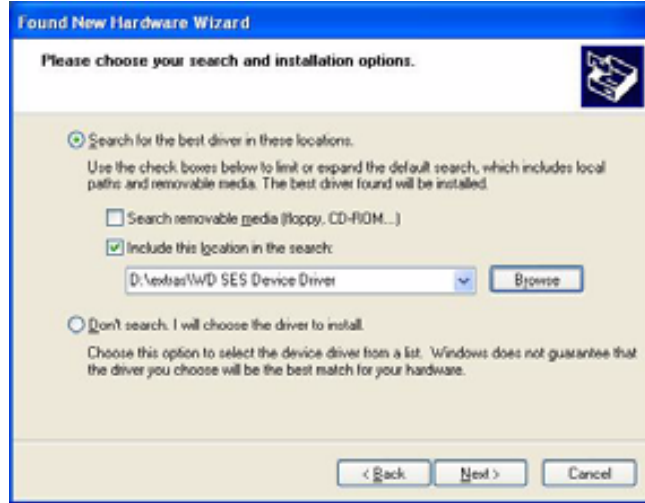 Found New Hardware Wizard
Please choose your search and installation options.
Search for the best driver in these locations.
Use the check boxes below to limit or expand the default search, which includes local
paths and removable media. The best driver found will be installed.
Search removable media (floppy, CD-ROM...)
Include this location in the search:
D:\extras\WD SES Device Driver
Browse
Don't search. I will choose the driver to install.
Choose this option to select the device driver from a list. Windows does not guarantee that
the driver you choose will be the best match for your hardware.
< Back Next > Cancel